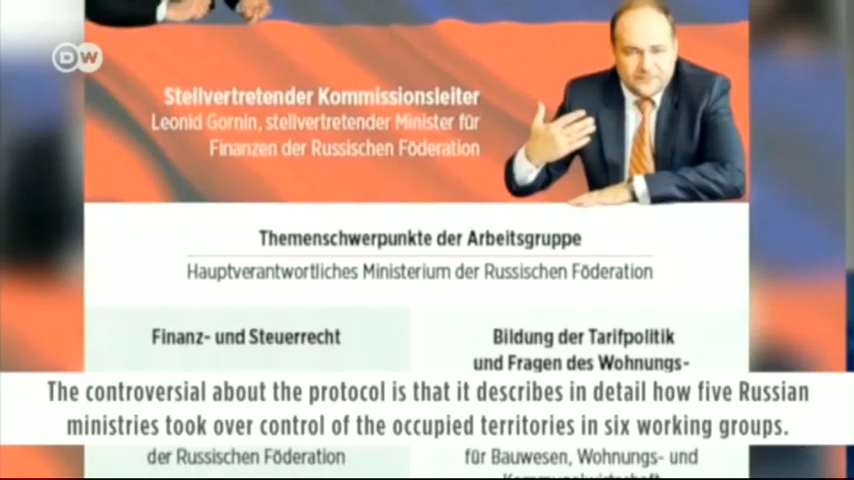 DW
Stellvertretender Kommissionsleiter
Leonid Gornin, stellvertretender Minister für
Finanzen der Russischen Föderation
Themenschwerpunkte der Arbeitsgruppe
Hauptverantwortliches Ministerium der Russischen Föderation
Finanz- und Steuerrecht
Bildung der Tarifpolitik
und Fragen des Wohnungs-
The controversial about the protocol is that it describes in detail how five Russian
ministries took over control of the occupied territories in six working groups.
der Russischen Föderation
für Bauwesen, Wohnungs- und